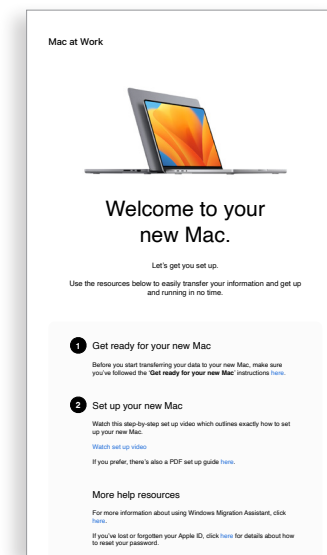 Mac at Work
Welcome to your
new Mac.
Let's get you set up.
Use the resources below to easily transfer your information and get up
and running in no time.
1 Get ready for your new Mac
Before you start transferring your data to your new Mac, make sure
you've followed the 'Get ready for your new Mac' instructions here.
2 Set up your new Mac
Watch this step-by-step set up video which outlines exactly how to set
up your new Mac.
Watch set up video
If you prefer, there's also a PDF set up guide here.
More help resources
For more information about using Windows Migration Assistant, click
here.
If you've lost or forgotten your Apple ID, click here for details about how
to reset your password.